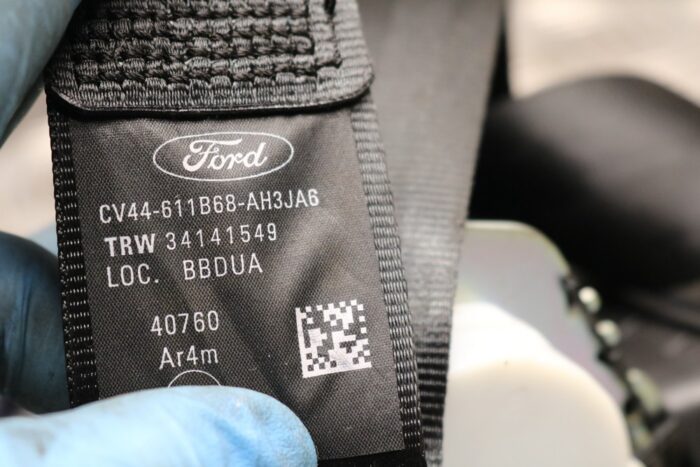 Ford
CV44-611B68-AH3JA6
TRW 34141549
LOC. BBDUA
40760
Ar4m